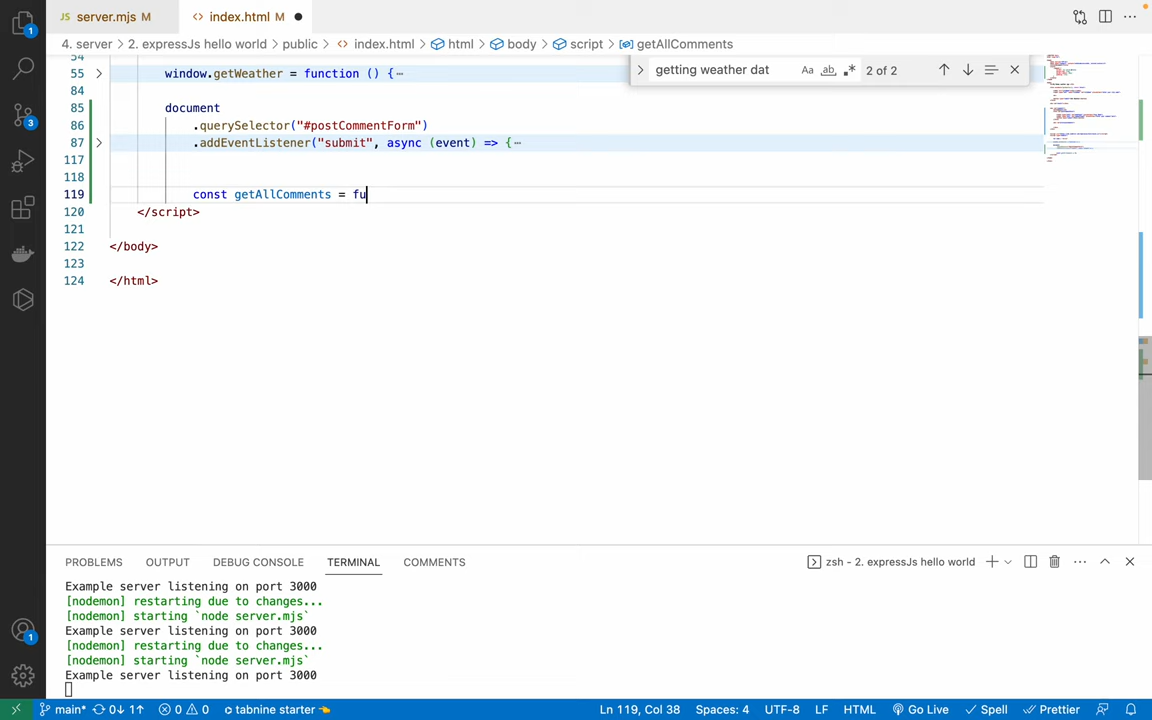 JS server.mjs M
<> index.html M
4. server > 2. expressJs hello world > public > <> index.html > html > body > script > getAllComments
getting weather dat Aa ab 2 of 2
54
55 window.getWeather = function () {⋯
84
85 document
86 .querySelector("#postCommentForm")
87 .addEventListener("submit", async (event) => {⋯
117
118
119 const getAllComments = fu
120 </script>
121
122 </body>
123
124 </html>
PROBLEMS OUTPUT DEBUG CONSOLE TERMINAL COMMENTS
zsh - 2. expressJs hello world
Example server listening on port 3000
[nodemon] restarting due to changes...
[nodemon] starting `node server.mjs`
Example server listening on port 3000
[nodemon] restarting due to changes...
[nodemon] starting `node server.mjs`
Example server listening on port 3000
1
3
1
main* 0↓ 1↑ 0 0 tabnine starter 👈 Ln 119, Col 38 Spaces: 4 UTF-8 LF HTML Go Live Spell Prettier